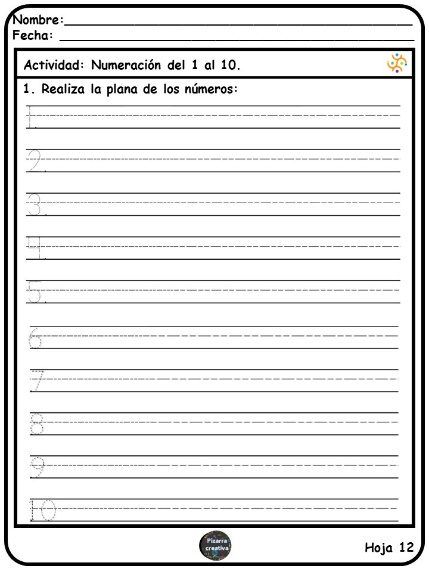 Nombre:
Fecha:
Actividad: Numeración del 1 al 10.
1. Realiza la plana de los números:
1.
2.
3.
4.
5.
6
7
8
9
10
Pizarra
creativa
Hoja 12